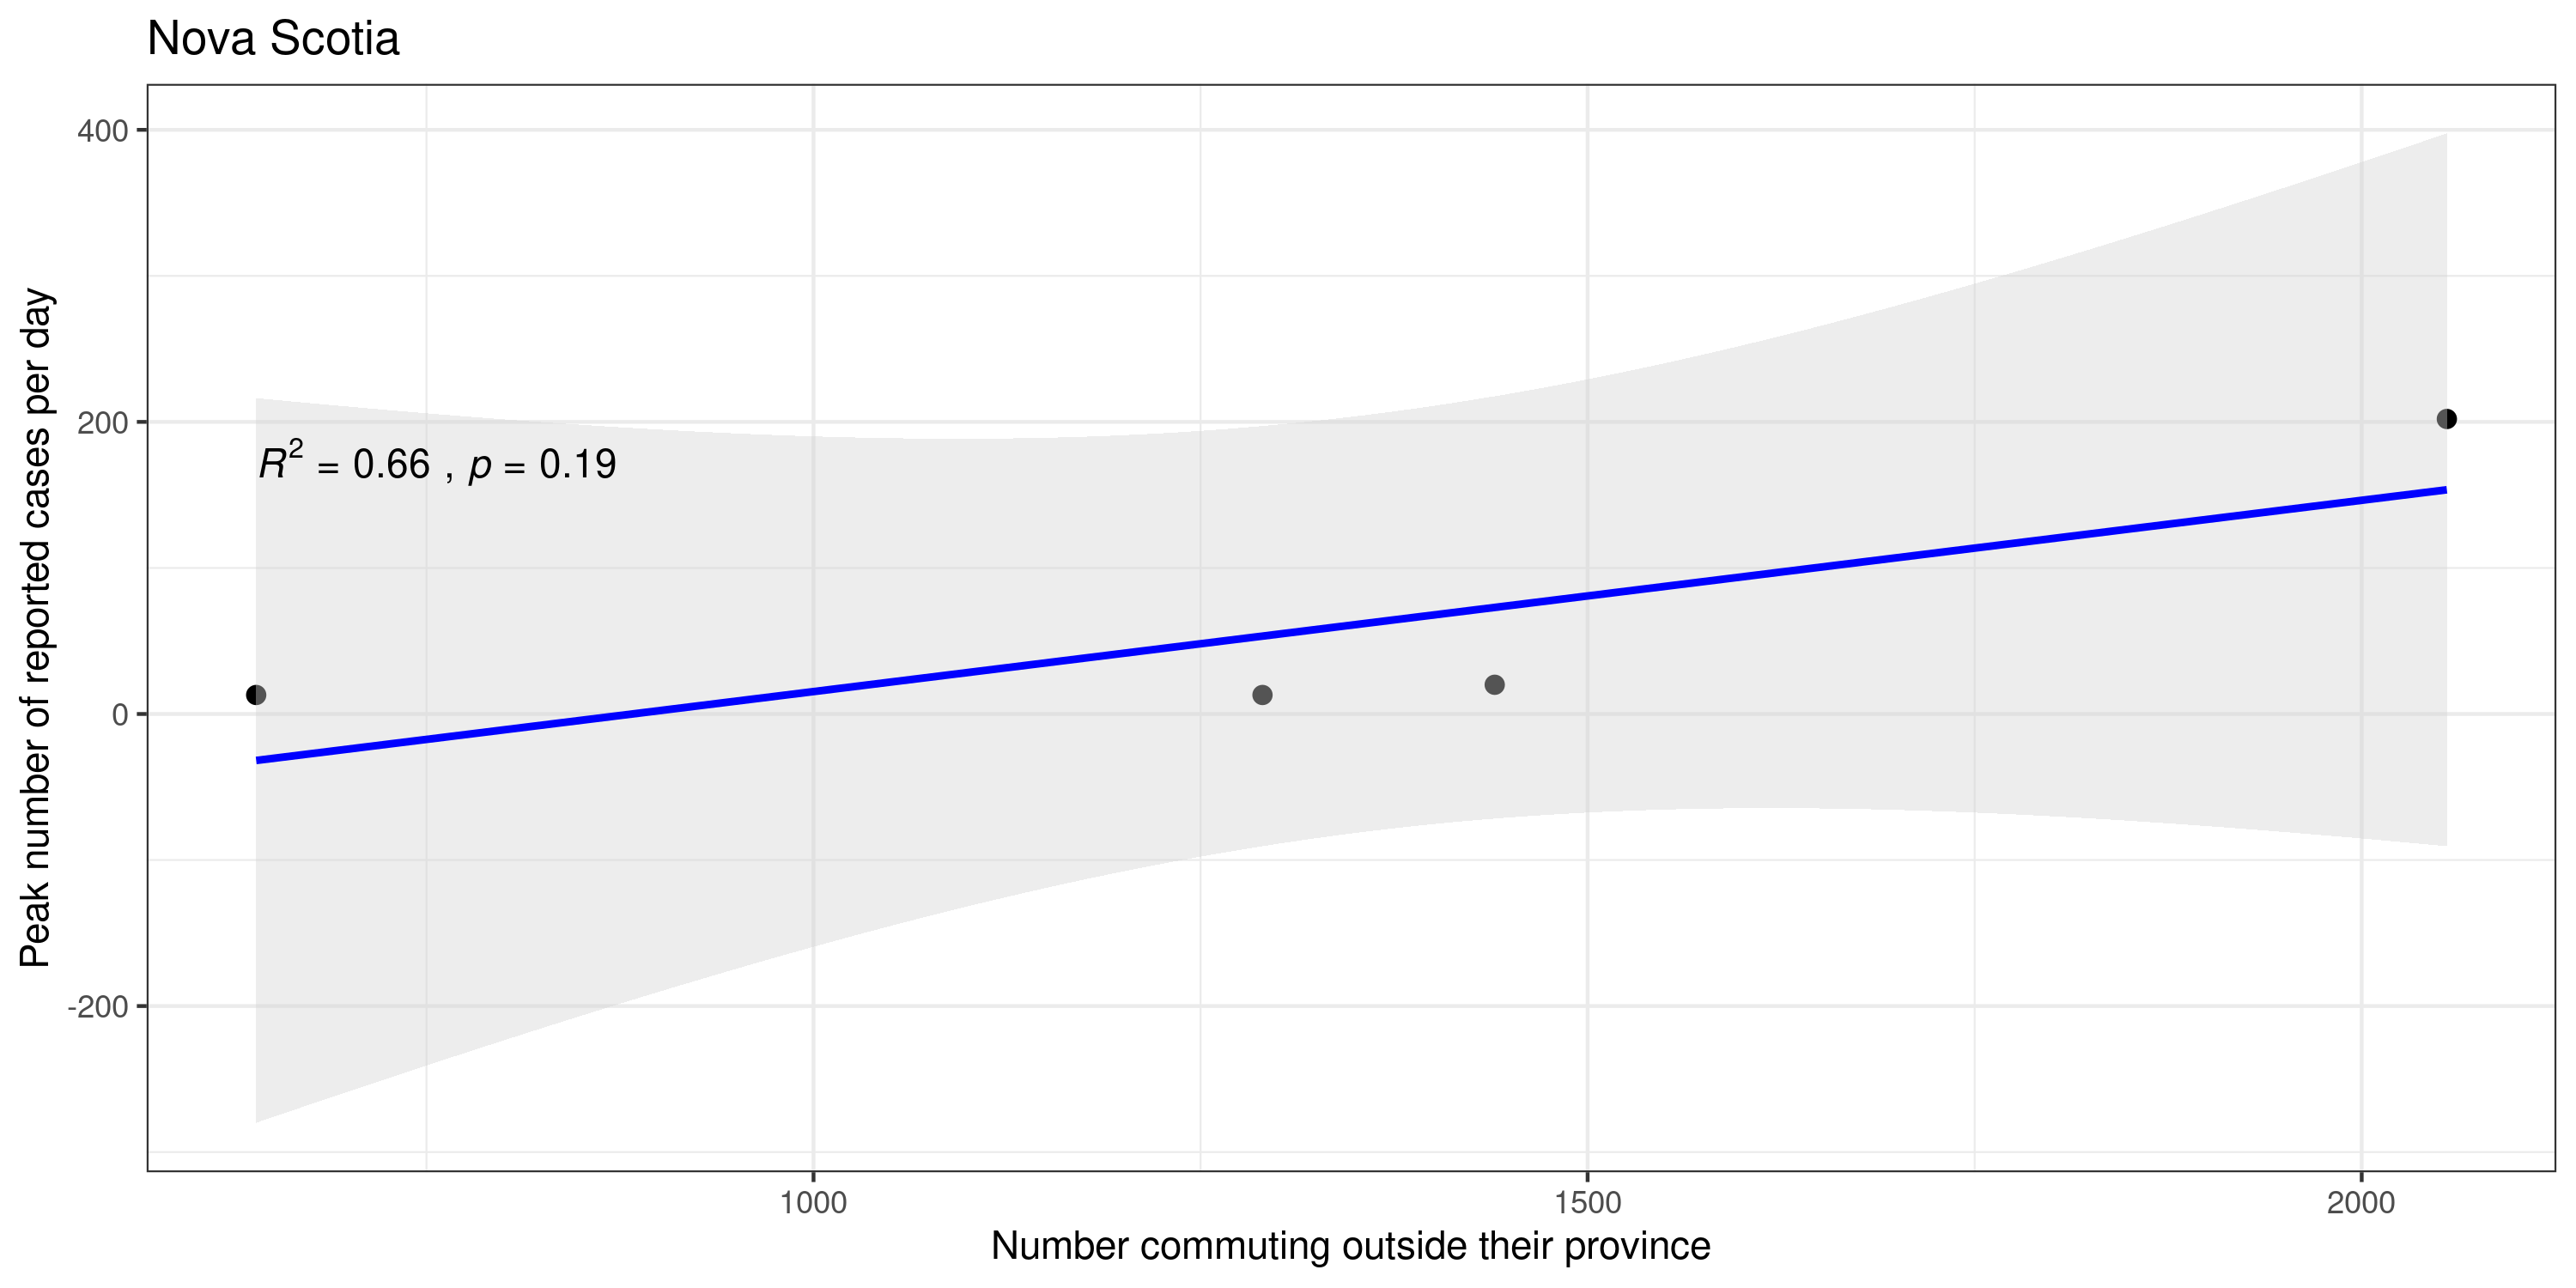 Nova Scotia
Peak number of reported cases per day
400
200
0
-200
R² = 0.66 , p = 0.19
1000 1500 2000
Number commuting outside their province